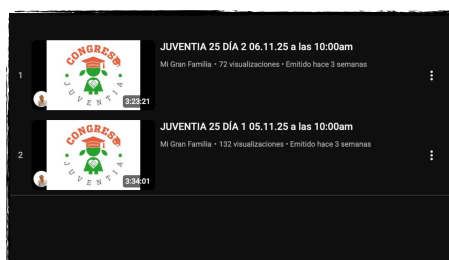 1
CONGRESO
JUVENTIA
3:23:21
JUVENTIA 25 DÍA 2 06.11.25 a las 10:00am
Mi Gran Familia • 72 visualizaciones • Emitido hace 3 semanas
2
CONGRESO
JUVENTIA
3:34:01
JUVENTIA 25 DÍA 1 05.11.25 a las 10:00am
Mi Gran Familia • 132 visualizaciones • Emitido hace 3 semanas